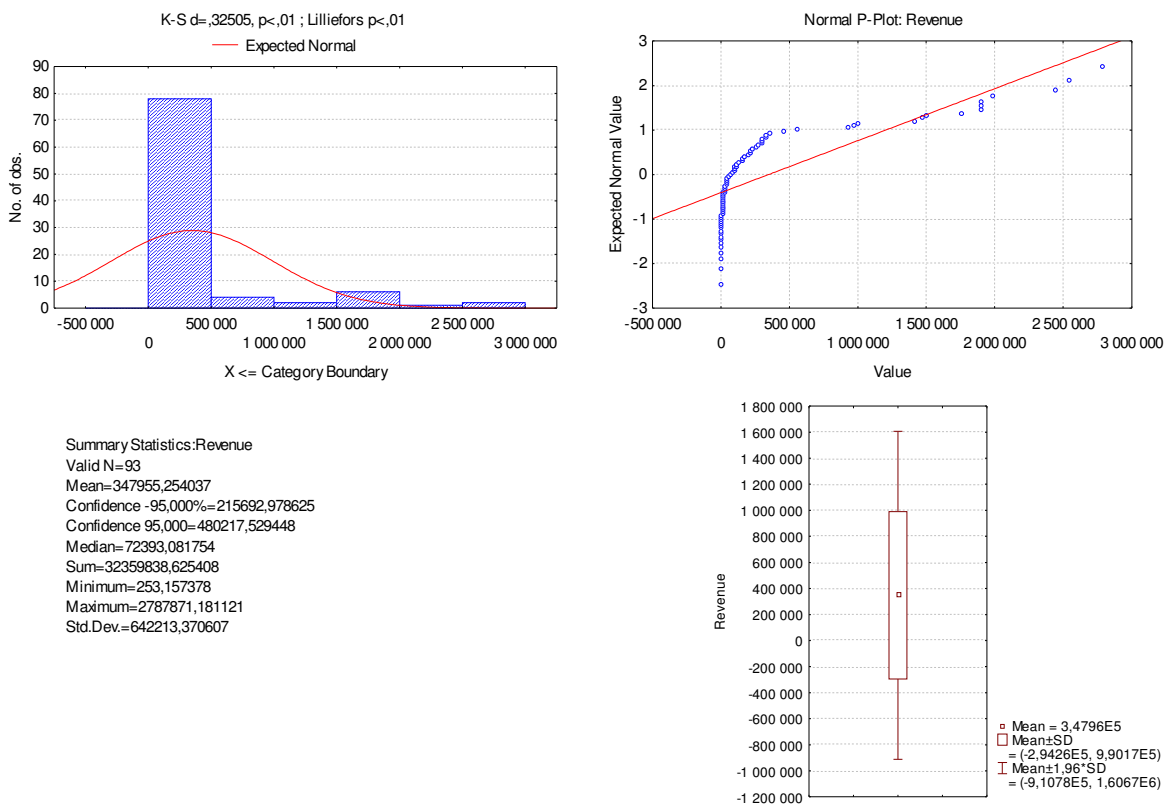 K-S d=,32505, p<,01 ; Lilliefors p<,01
Expected Normal
90
80
70
60
50
40
30
20
10
0
No. of obs.
-500 000 500 000 1500 000 2500 000
0 1 000 000 2 000 000 3 000 000
X <= Category Boundary
Normal P-Plot: Revenue
3
2
1
0
-1
-2
-3
Expected Normal Value
-500 000 500 000 1 500 000 2 500 000
0 1 000 000 2 000 000 3 000 000
Value
Summary Statistics:Revenue
Valid N=93
Mean=347955,254037
Confidence -95,000%=215692,978625
Confidence 95,000=480217,529448
Median=72393,081754
Sum=32359838,625408
Minimum=253,157378
Maximum=2787871,181121
Std.Dev.=642213,370607
1 800 000
1 600 000
1 400 000
1 200 000
1 000 000
800 000
600 000
400 000
200 000
0
-200 000
-400 000
-600 000
-800 000
-1 000 000
-1 200 000
Revenue
Mean = 3,4796E5
Mean±SD
= (-2,9426E5, 9,9017E5)
Mean±1,96*SD
= (-9,1078E5, 1,6067E6)